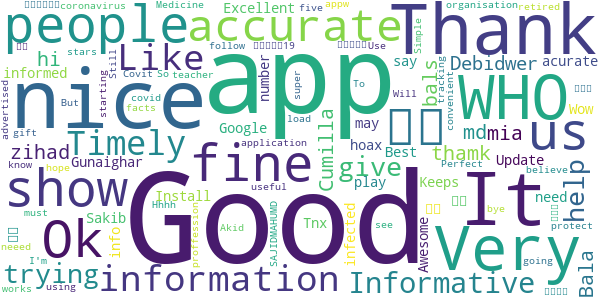 coronavirus Medicine organisation appw retired
people accurate Excellent five Thank
stars follow Use Simple
hi Like say acurate
informed Still number super bals Debidwer tracking
advertised starting Covit So teacher To convenient Wow
nice app WHO
But covid Google may Will
Timely facts load md mia us
gift application hoax Best thamk Update
zihad Gunaighar fine Cumilla give Perfect believe
know hope Install useful play Keeps need help
show Sakib Tnx Awesome must protect
Ok info proffession Hhhh Akid SAJIDMAHUMD infected see bye
neeed I'm Good It Very going
trying information Informative Bala
using